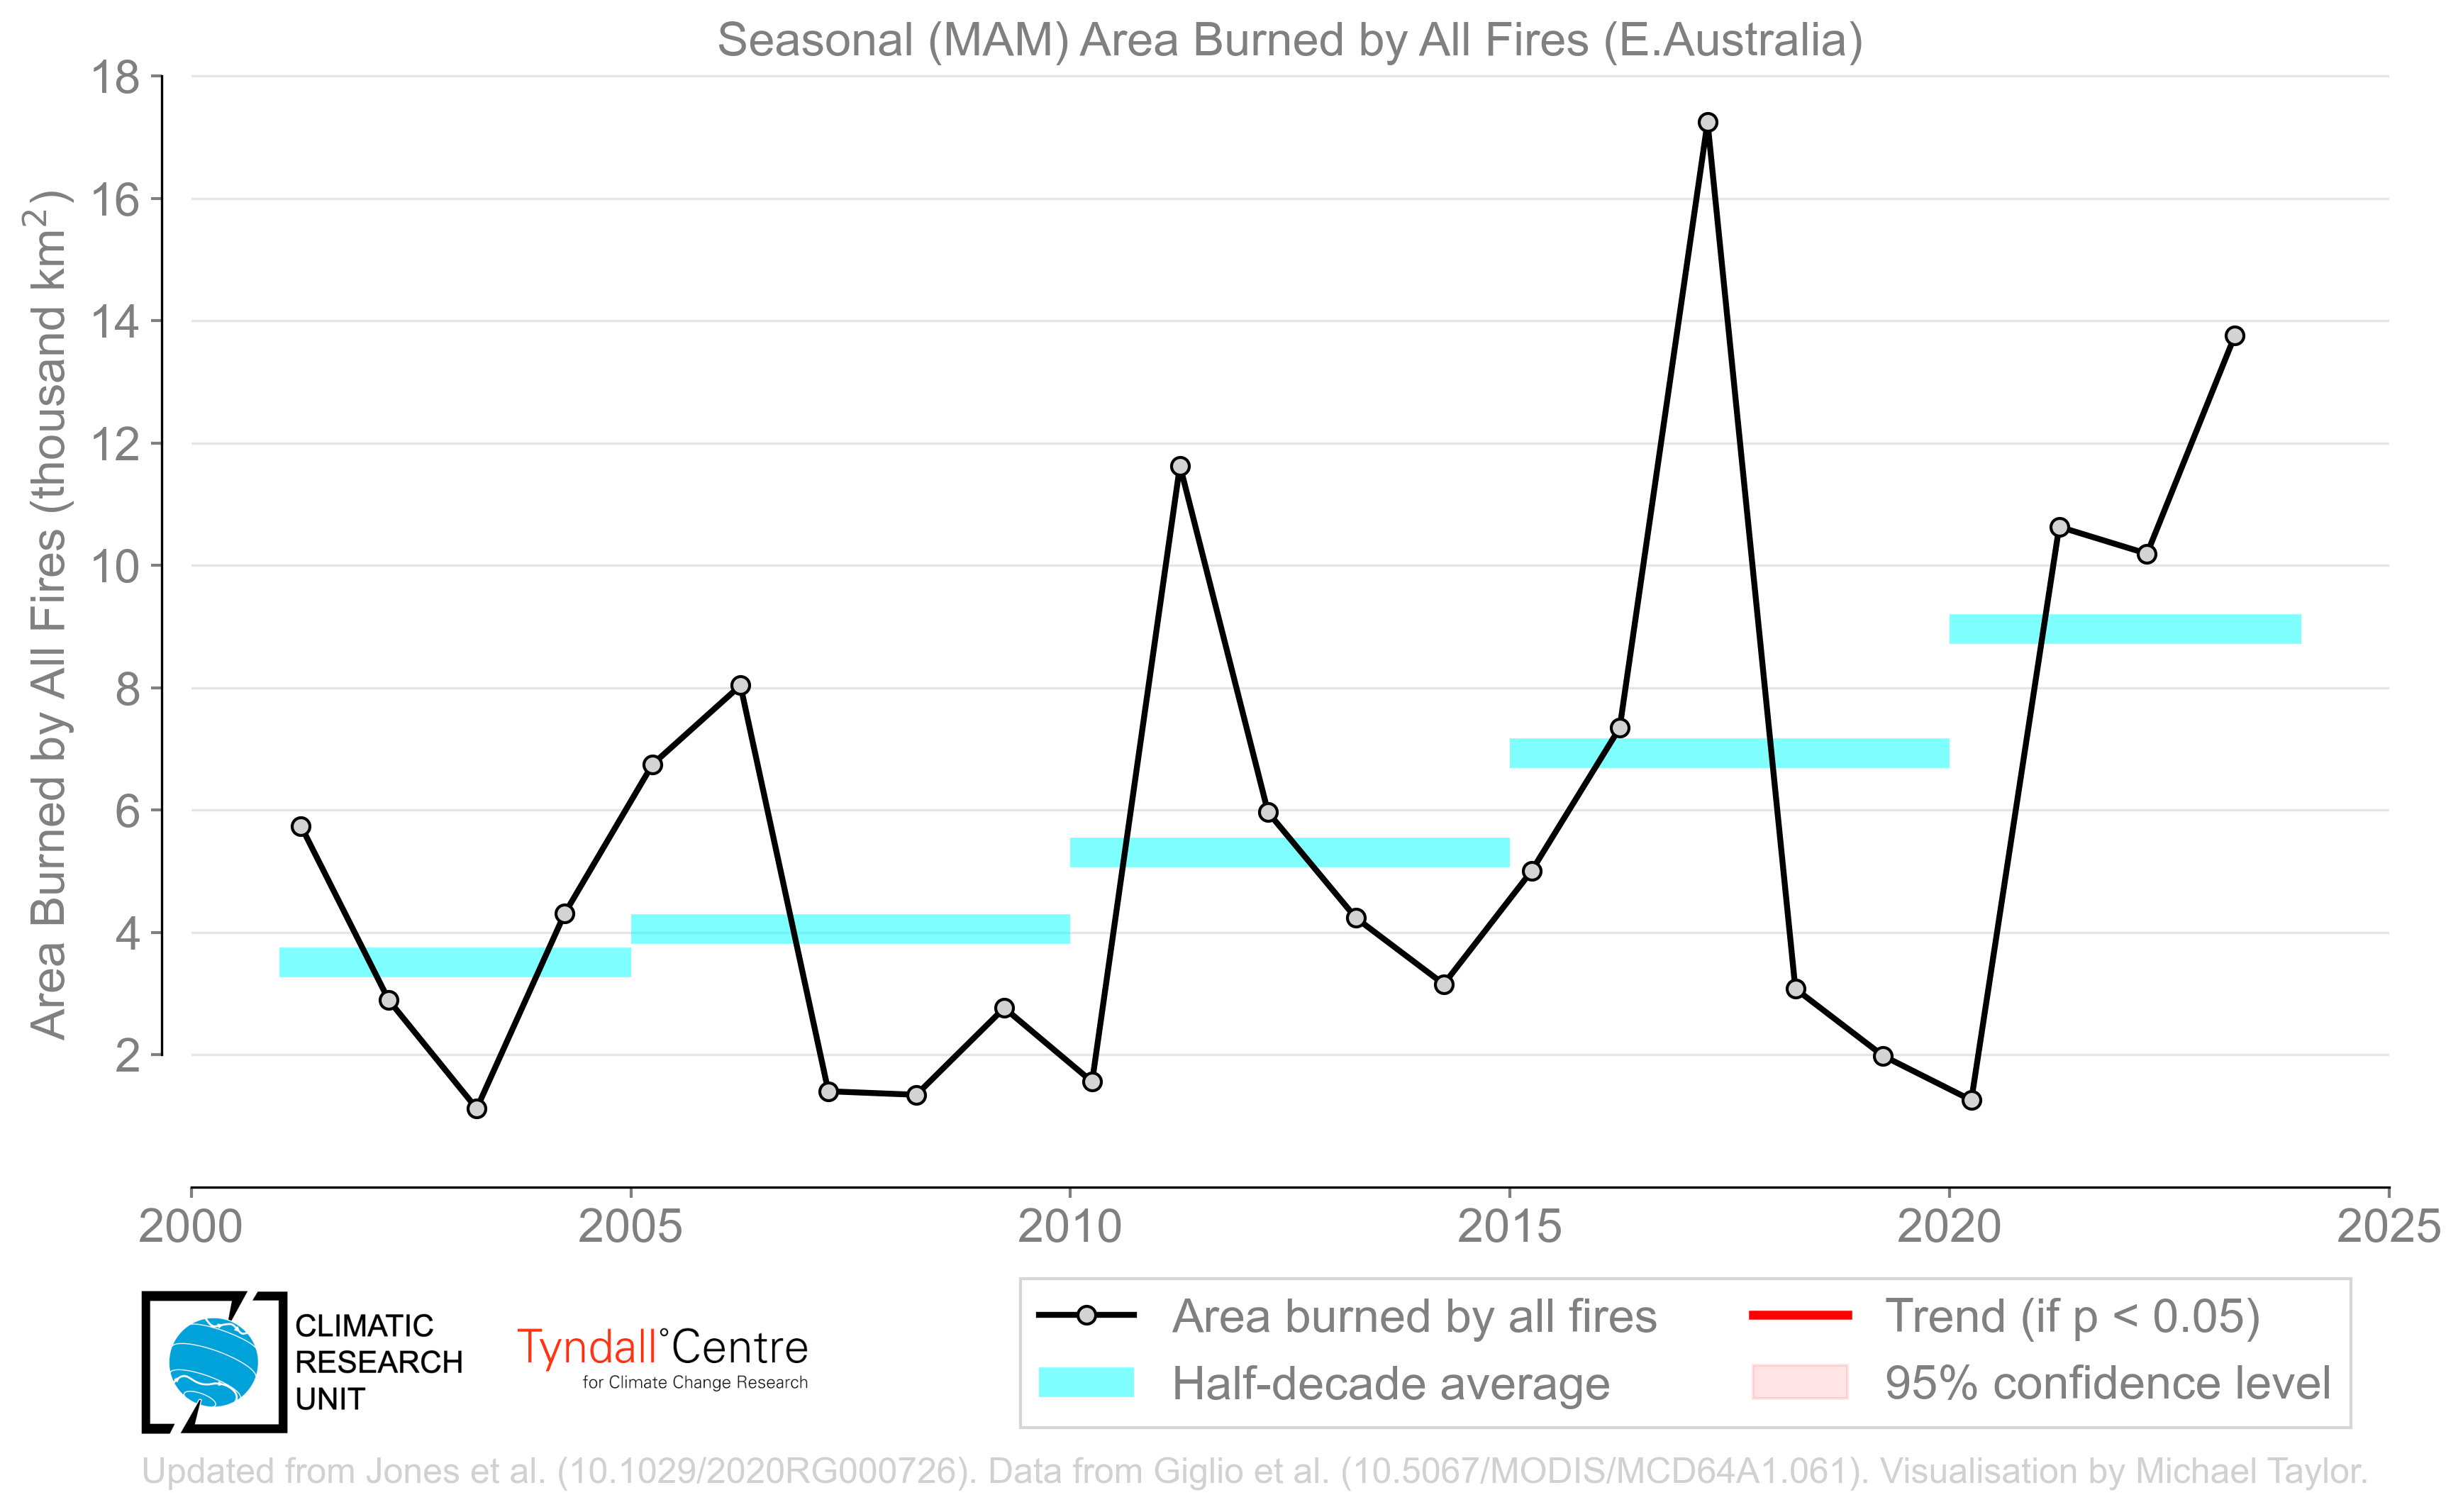 Seasonal (MAM) Area Burned by All Fires (E.Australia)
Area Burned by All Fires (thousand km²)
18
16
14
12
10
8
6
4
2
2000 2005 2010 2015 2020 2025
CLIMATIC
RESEARCH
UNIT
Tyndall°Centre
for Climate Change Research
Area burned by all fires
Half-decade average
Trend (if p < 0.05)
95% confidence level
Updated from Jones et al. (10.1029/2020RG000726). Data from Giglio et al. (10.5067/MODIS/MCD64A1.061). Visualisation by Michael Taylor.